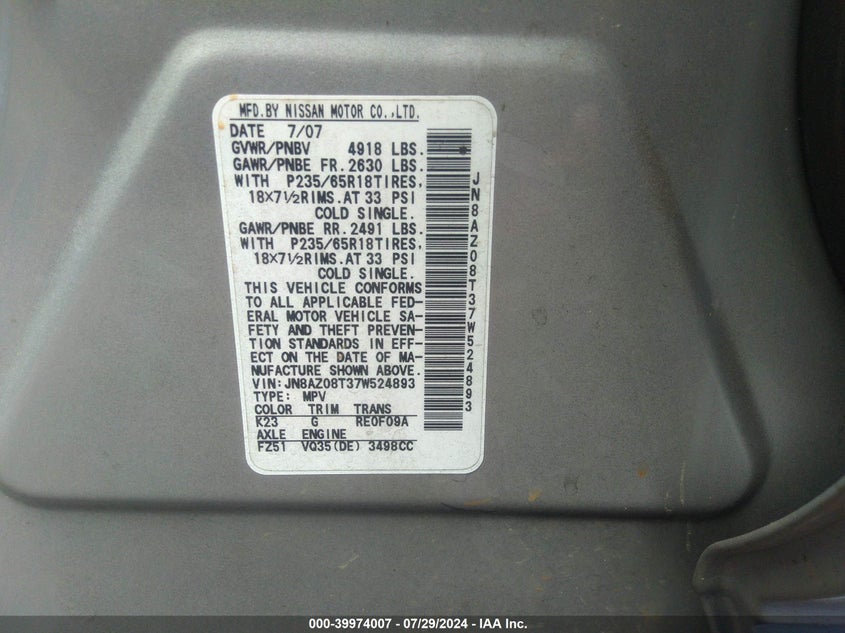 MFD.BY NISSAN MOTOR CO.,LTD.
DATE 7/07
GVWR/PNBV 4918 LBS.
GAWR/PNBE FR.2630 LBS.
WITH P235/65R18TIRES,
18×7½RIMS.AT 33 PSI
COLD SINGLE.
GAWR/PNBE RR.2491 LBS.
WITH P235/65R18TIRES,
18×7½RIMS.AT 33 PSI
COLD SINGLE.
THIS VEHICLE CONFORMS
TO ALL APPLICABLE FED-
ERAL MOTOR VEHICLE SA-
FETY AND THEFT PREVEN-
TION STANDARDS IN EFF-
ECT ON THE DATE OF MA-
NUFACTURE SHOWN ABOVE.
VIN:JN8AZ08T37W524893
TYPE: MPV
COLOR TRIM TRANS
K23 G RE0F09A
AXLE ENGINE
FZ51 VQ35(DE) 3498CC
JN8AZ08T37W524893
000-39974007 - 07/29/2024 - IAA Inc.